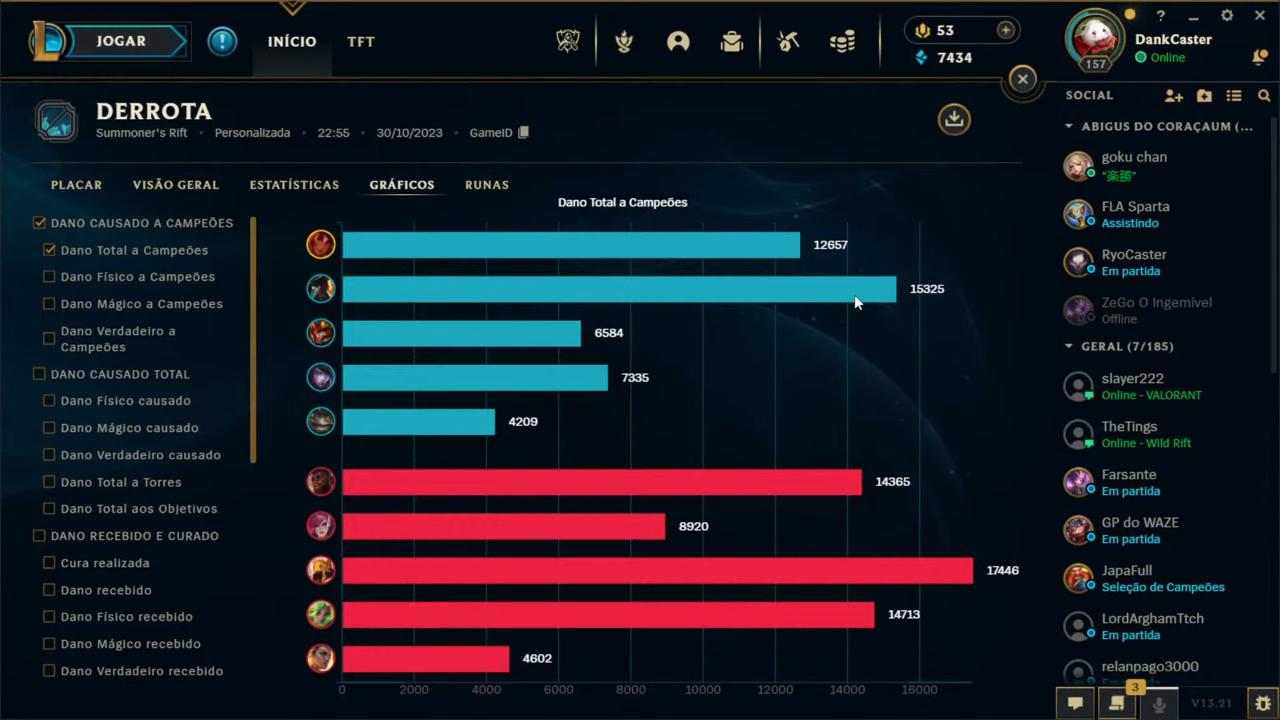 JOGAR
INÍCIO
TFT
53
7434
157
DankCaster
Online
DERROTA
Summoner's Rift • Personalizada • 22:55 • 30/10/2023 • GameID
PLACAR
VISÃO GERAL
ESTATÍSTICAS
GRÁFICOS
RUNAS
DANO CAUSADO A CAMPEÕES
Dano Total a Campeões
Dano Físico a Campeões
Dano Mágico a Campeões
Dano Verdadeiro a
Campeões
DANO CAUSADO TOTAL
Dano Físico causado
Dano Mágico causado
Dano Verdadeiro causado
Dano Total a Torres
Dano Total aos Objetivos
DANO RECEBIDO E CURADO
Cura realizada
Dano recebido
Dano Físico recebido
Dano Mágico recebido
Dano Verdadeiro recebido
Dano Total a Campeões
12657
15325
6584
7335
4209
14365
8920
17446
14713
4602
0 2000 4000 6000 8000 10000 12000 14000 16000
SOCIAL
ABIGUS DO CORAÇAUM (...
goku chan
"楽勝"
FLA Sparta
Assistindo
RyoCaster
Em partida
ZeGo O Ingemível
Offline
GERAL (7/185)
slayer222
Online - VALORANT
TheTings
Online - Wild Rift
Farsante
Em partida
GP do WAZE
Em partida
JapaFull
Seleção de Campeões
LordArghamTtch
Em partida
relanpago3000
Em partida
3
V13.21